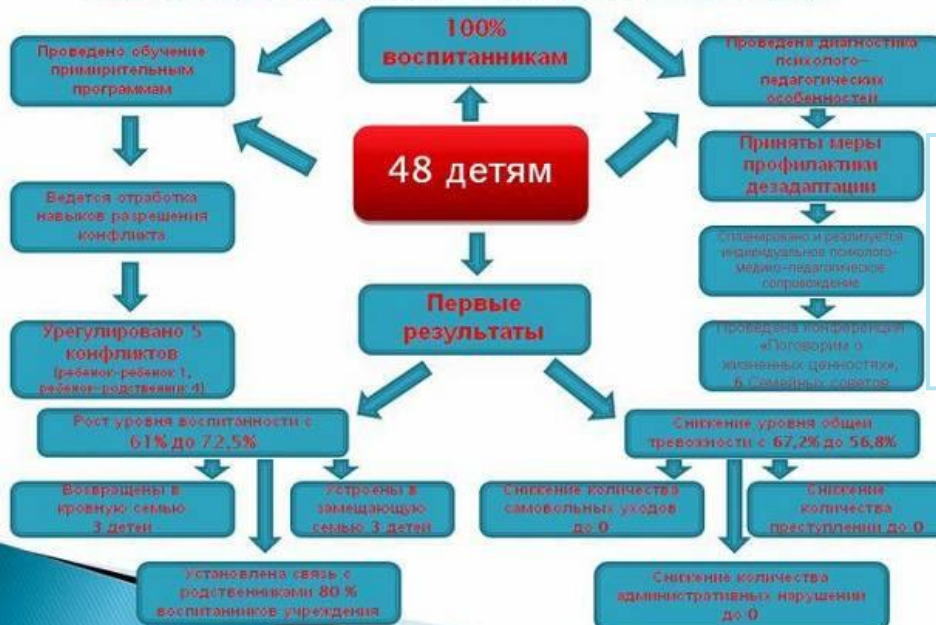 100%
воспитанникам
Проведено обучение
примирительным
программам
Проведена диагностика
психолого-
педагогических
особенностей
48 детям
Приняты меры
профилактики
дезадаптации
Ведется отработка
навыков разрешения
конфликта
Спланировано и реализуется
индивидуальное психолого-
медико-педагогическое
сопровождение
Первые
результаты
Урегулировано 5
конфликтов
(ребенок-ребенок 1,
ребенок-родственник 4)
Проведена конференция
«Поговорим о
жизненных ценностях»,
6 Семейных советов
Рост уровня воспитанности с
61% до 72,5%
Снижение уровня общей
тревожности с 67,2% до 56,8%
Возвращены в
кровную семью
3 детей
Устроены в
замещающую
семью 3 детей
Снижение количества
самовольных уходов
до 0
Снижение
количества
преступлений до 0
Установлена связь с
родственниками 80 %
воспитанников учреждения
Снижение количества
административных нарушений
до 0